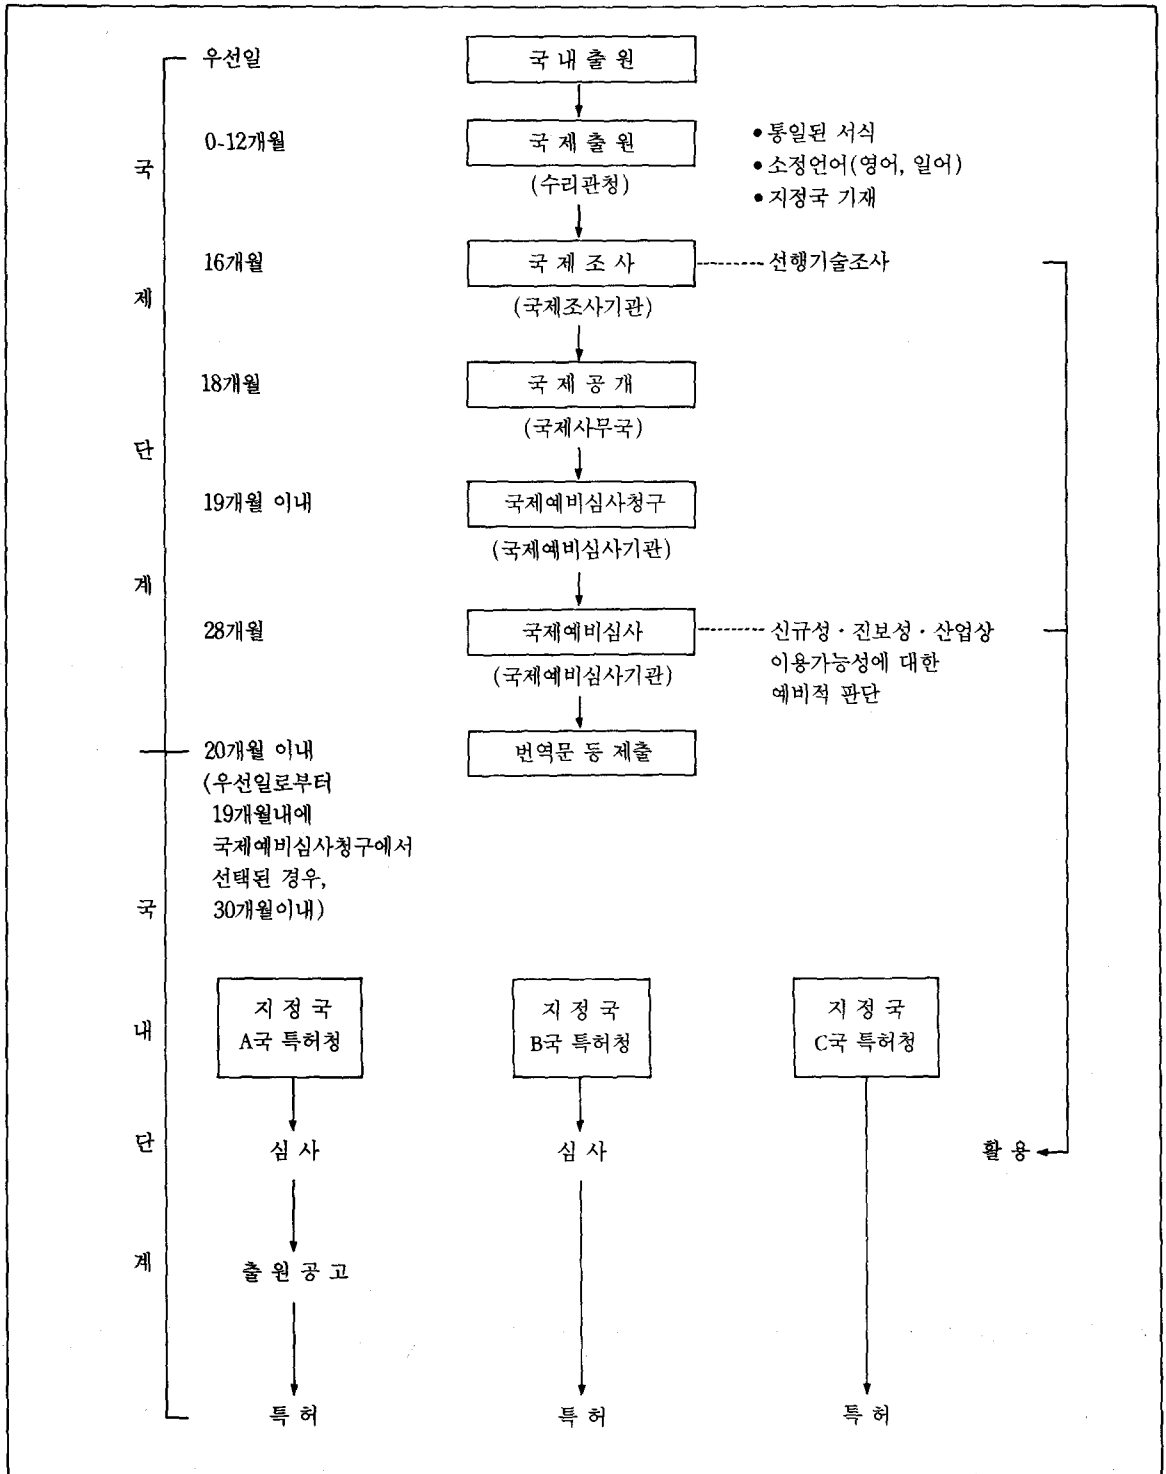 우선일
국 내 출 원
0-12개월
국 제 출 원
(수리관청)
• 통일된 서식
• 소정언어(영어, 일어)
• 지정국 기재
16개월
국 제 조 사
선행기술조사
(국제조사기관)
18개월
국 제 공 개
(국제사무국)
19개월 이내
국제예비심사청구
(국제예비심사기관)
28개월
국제예비심사
(국제예비심사기관)
신규성 · 진보성 · 산업상
이용가능성에 대한
예비적 판단
국
제
단
계
20개월 이내
(우선일로부터
19개월내에
국제예비심사청구에서
선택된 경우,
30개월이내)
번역문 등 제출
국
내
단
계
지 정 국
A국 특허청
지 정 국
B국 특허청
지 정 국
C국 특허청
심 사
심 사
활 용
출 원 공 고
특 허
특 허
특 허